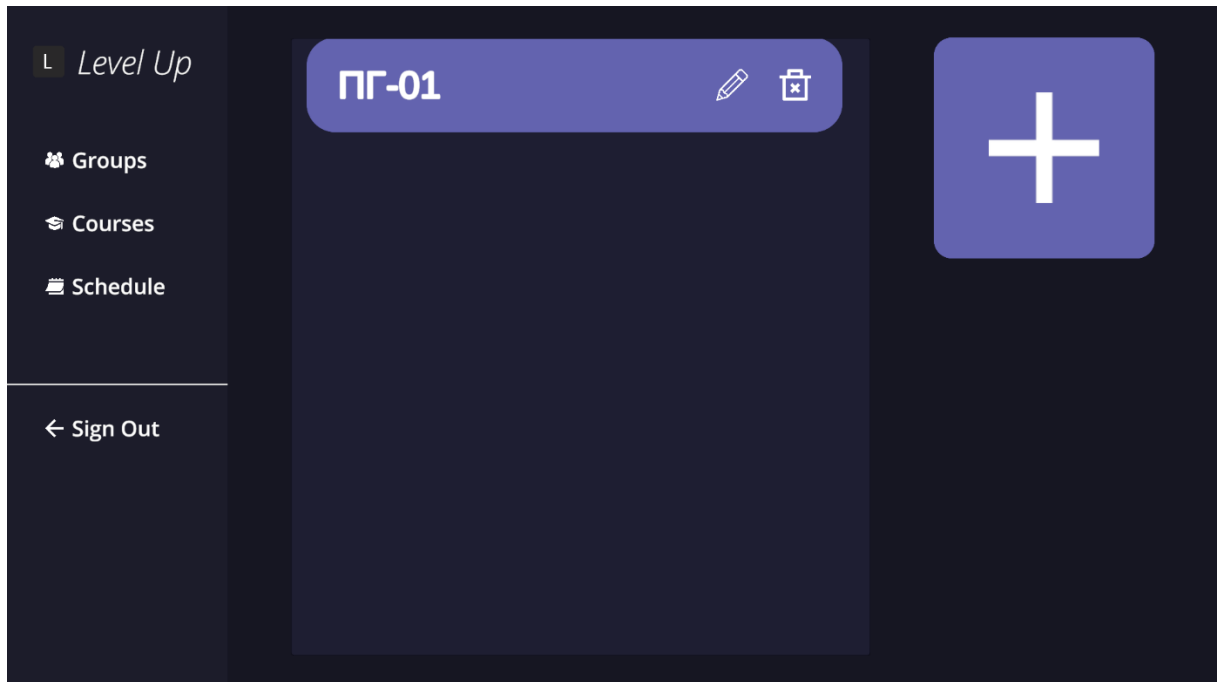 L Level Up
Groups
Courses
Schedule
Sign Out
ПГ-01